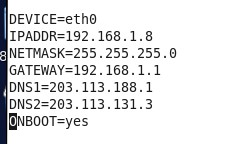 DEVICE=eth0
IPADDR=192.168.1.8
NETMASK=255.255.255.0
GATEWAY=192.168.1.1
DNS1=203.113.188.1
DNS2=203.113.131.3
ONBOOT=yes